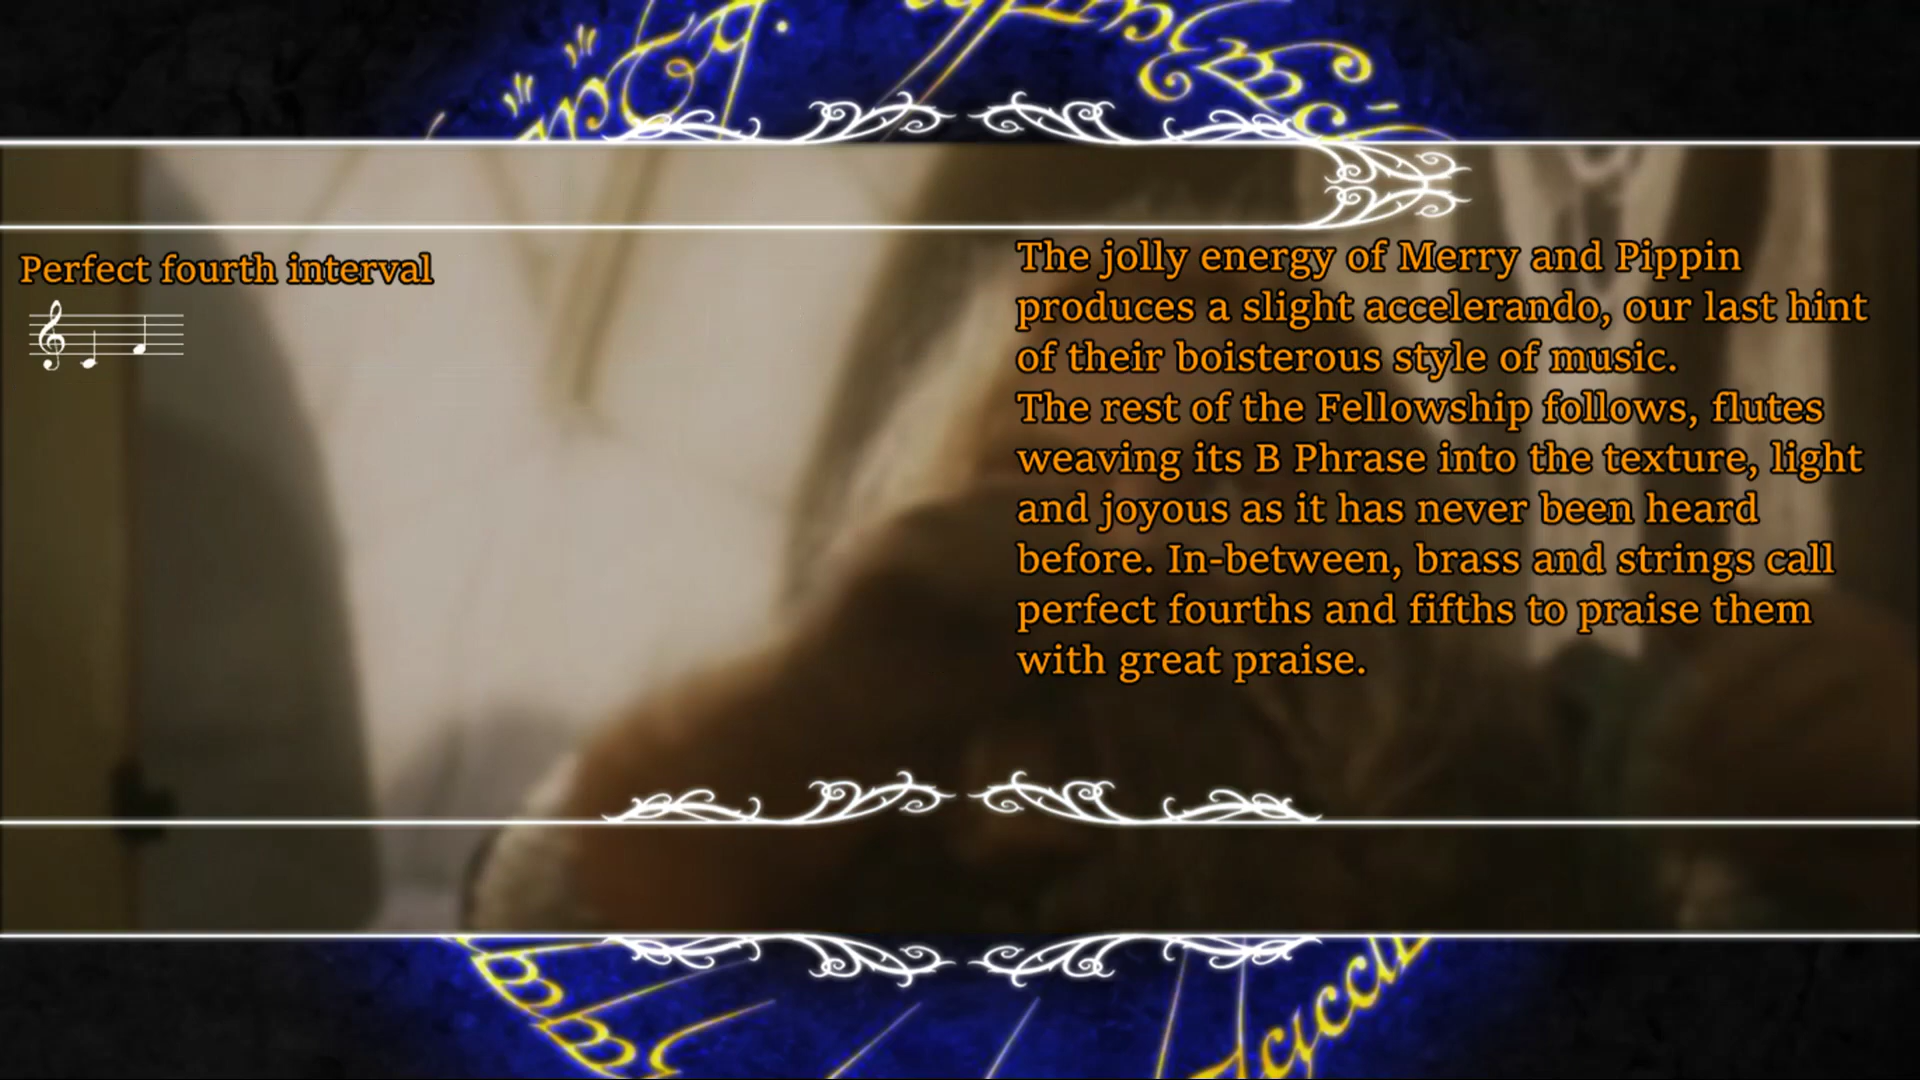 Perfect fourth interval
The jolly energy of Merry and Pippin
produces a slight accelerando, our last hint
of their boisterous style of music.
The rest of the Fellowship follows, flutes
weaving its B Phrase into the texture, light
and joyous as it has never been heard
before. In-between, brass and strings call
perfect fourths and fifths to praise them
with great praise.